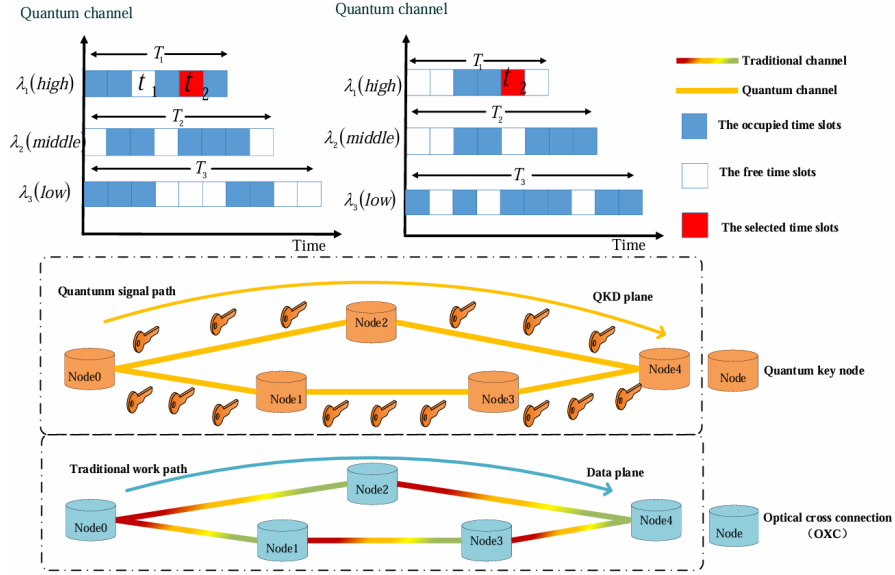 Quantum channel
T1
λ1(high)
t1
t2
T2
λ2(middle)
T3
λ3(low)
Time
Quantum channel
T1
λ1(high)
t2
T2
λ2(middle)
T3
λ3(low)
Time
Traditional channel
Quantum channel
The occupied time slots
The free time slots
The selected time slots
Quantunm signal path
QKD plane
Node2
Node0
Node4
Node1
Node3
Node
Quantum key node
Traditional work path
Data plane
Node2
Node0
Node4
Node1
Node3
Node
Optical cross connection
（OXC）